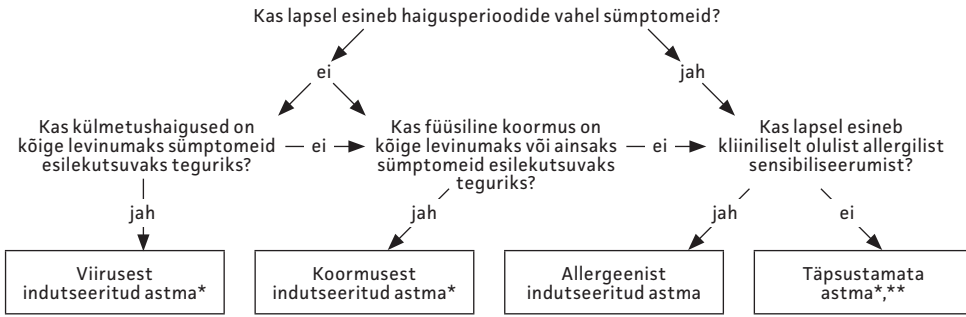 Kas lapsel esineb haigusperioodide vahel sümptomeid?
ei
jah
Kas külmetushaigused on
kõige levinumaks sümptomeid
esilekutsuvaks teguriks?
ei
Kas füüsiline koormus on
kõige levinumaks või ainsaks
sümptomeid esilekutsuvaks
teguriks?
ei
Kas lapsel esineb
kliiniliselt olulist allergilist
sensibiliseerumist?
jah
jah
jah
ei
Viirusest
indutseeritud astma*
Koormusest
indutseeritud astma*
Allergeenist
indutseeritud astma
Täpsustamata
astma*,**